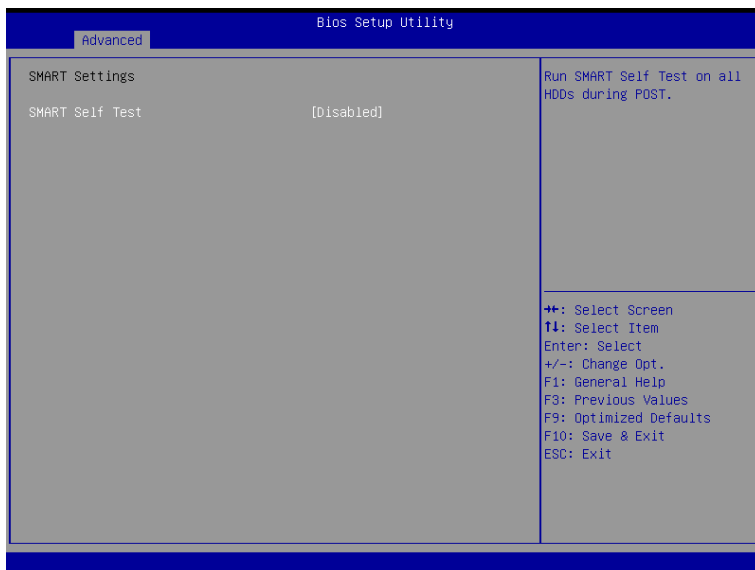 Bios Setup Utility
Advanced
SMART Settings
SMART Self Test [Disabled]
Run SMART Self Test on all
HDDs during POST.
→←: Select Screen
↑↓: Select Item
Enter: Select
+/-: Change Opt.
F1: General Help
F3: Previous Values
F9: Optimized Defaults
F10: Save & Exit
ESC: Exit